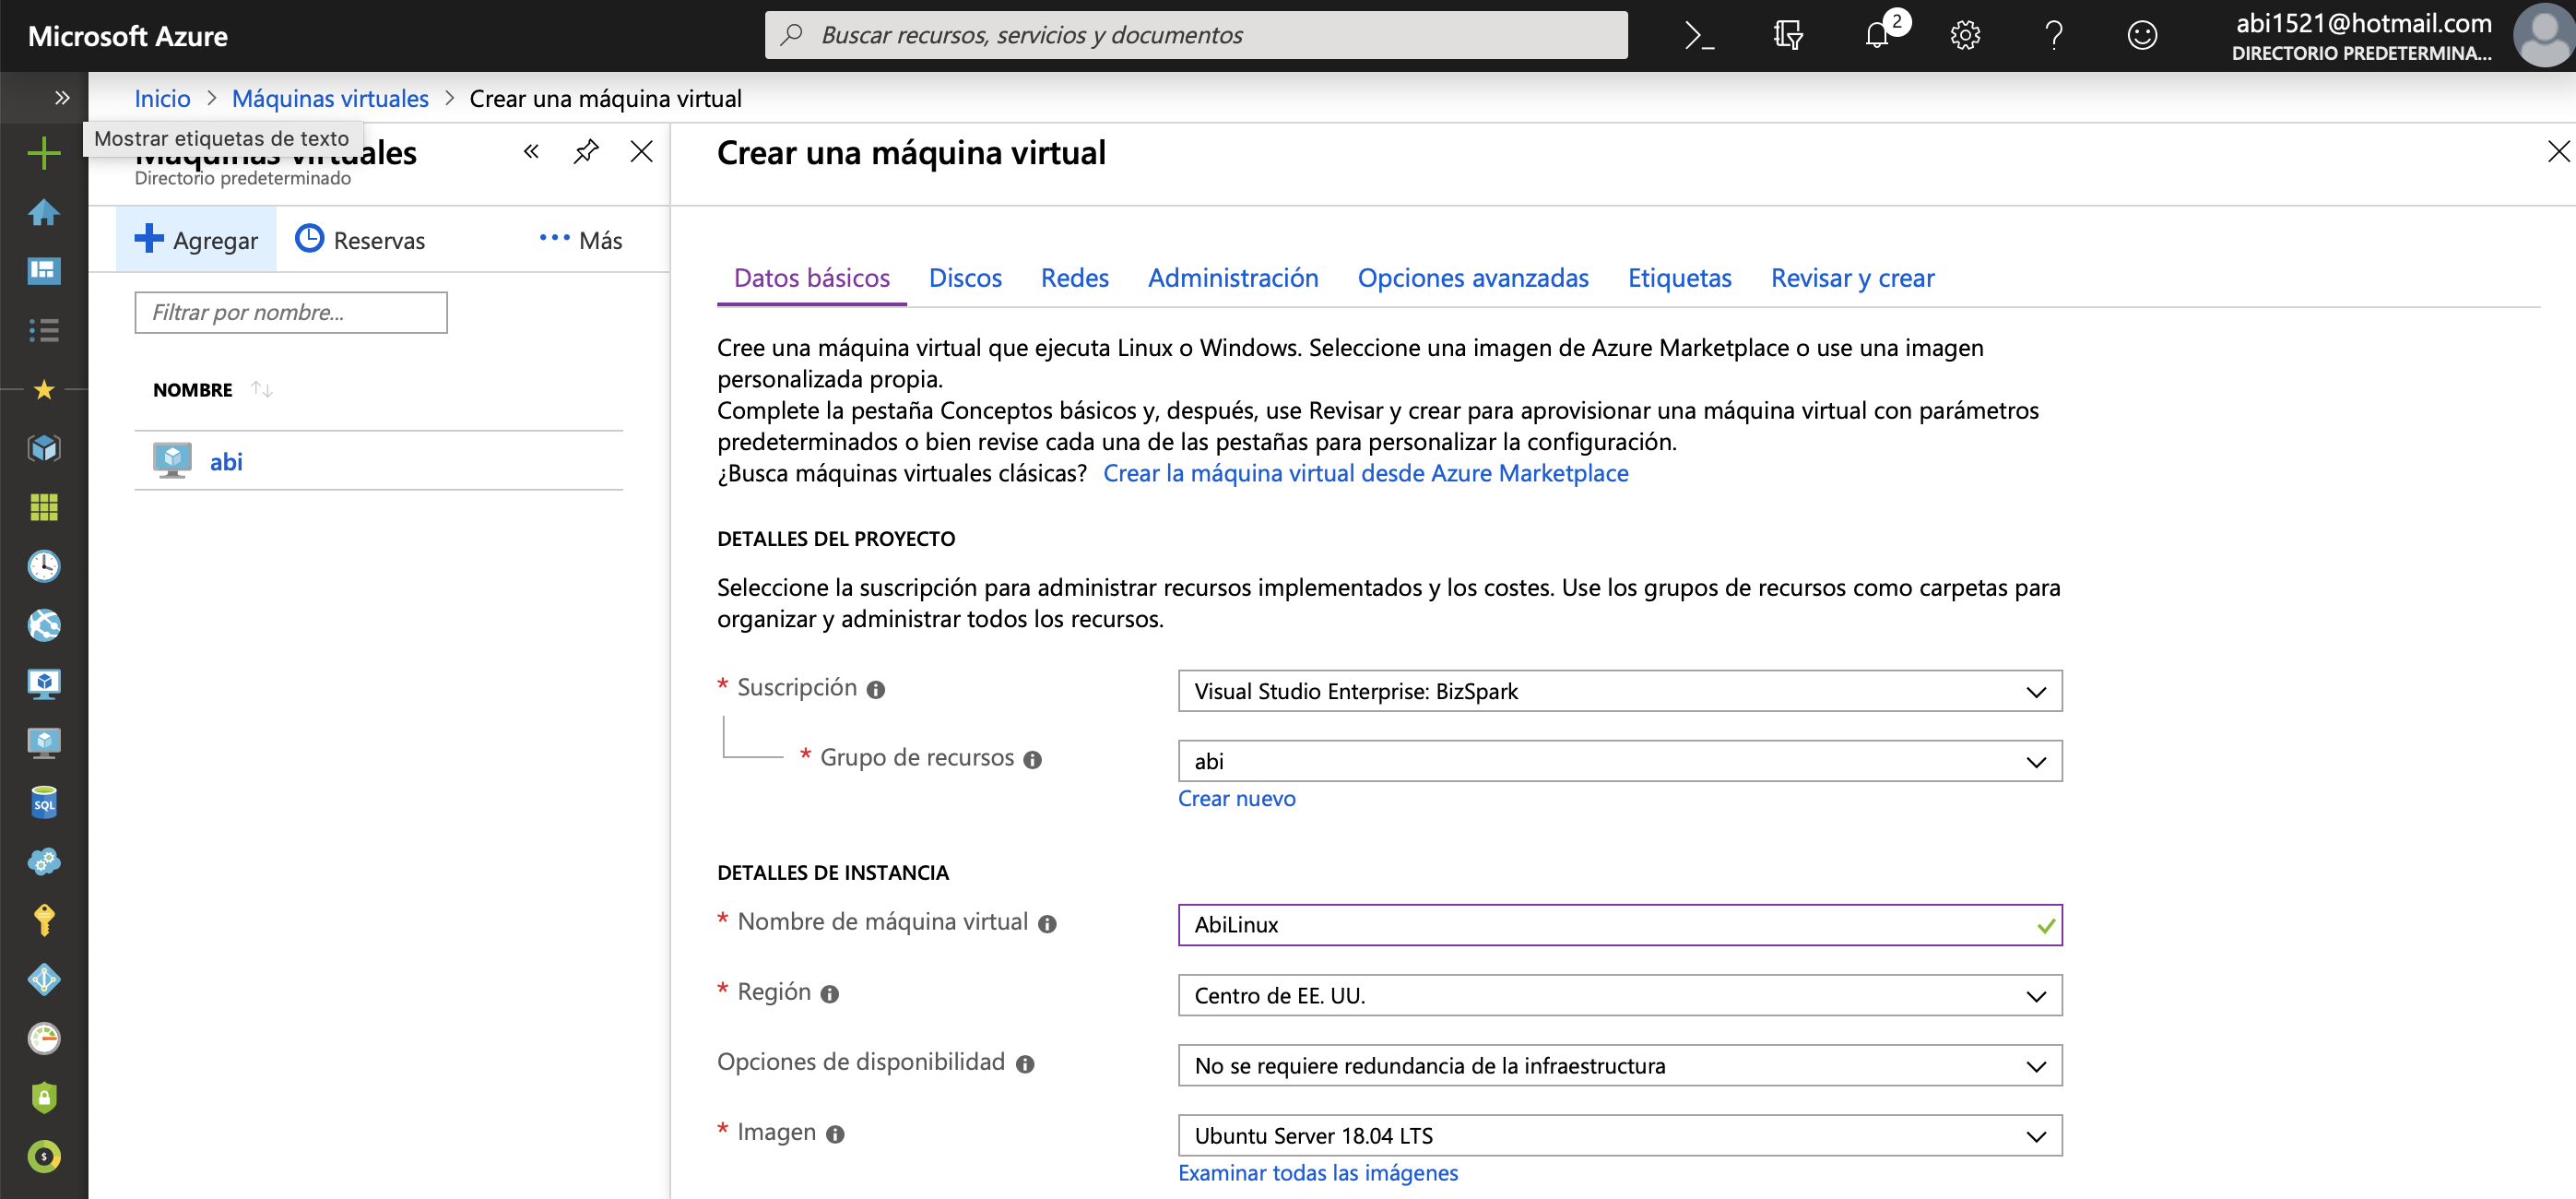 Microsoft Azure
Buscar recursos, servicios y documentos
2
abi1521@hotmail.com
DIRECTORIO PREDETERMINA...
Inicio > Máquinas virtuales > Crear una máquina virtual
Mostrar etiquetas de texto
Máquinas virtuales
Directorio predeterminado
Agregar
Reservas
Más
Filtrar por nombre...
NOMBRE
abi
SQL
Crear una máquina virtual
Datos básicos
Discos
Redes
Administración
Opciones avanzadas
Etiquetas
Revisar y crear
Cree una máquina virtual que ejecuta Linux o Windows. Seleccione una imagen de Azure Marketplace o use una imagen
personalizada propia.
Complete la pestaña Conceptos básicos y, después, use Revisar y crear para aprovisionar una máquina virtual con parámetros
predeterminados o bien revise cada una de las pestañas para personalizar la configuración.
¿Busca máquinas virtuales clásicas? Crear la máquina virtual desde Azure Marketplace
DETALLES DEL PROYECTO
Seleccione la suscripción para administrar recursos implementados y los costes. Use los grupos de recursos como carpetas para
organizar y administrar todos los recursos.
* Suscripción
Visual Studio Enterprise: BizSpark
* Grupo de recursos
abi
Crear nuevo
DETALLES DE INSTANCIA
* Nombre de máquina virtual
AbiLinux
* Región
Centro de EE. UU.
Opciones de disponibilidad
No se requiere redundancia de la infraestructura
* Imagen
Ubuntu Server 18.04 LTS
Examinar todas las imágenes